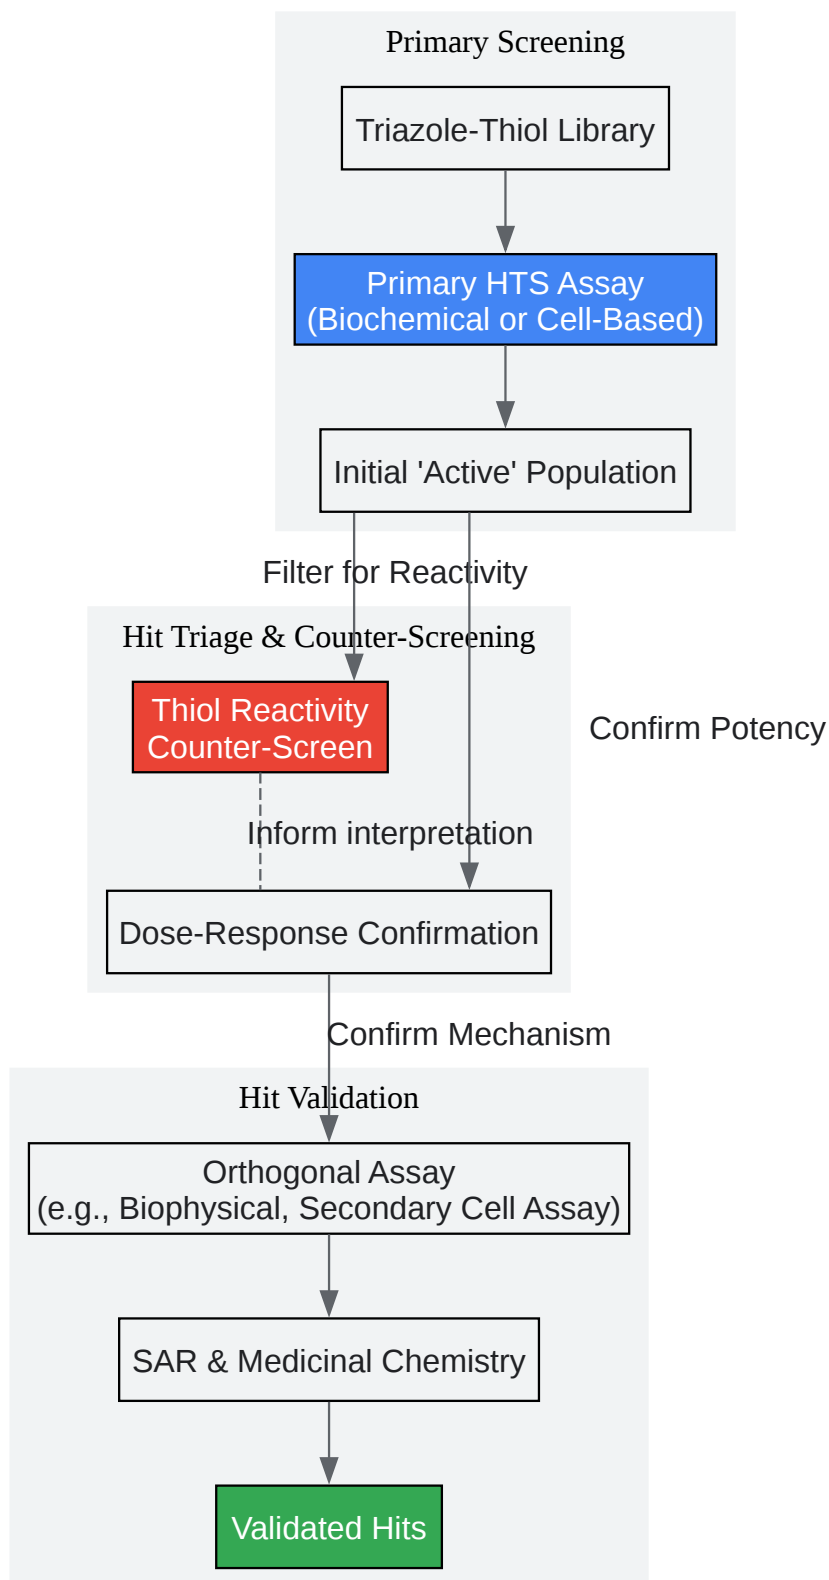 Primary Screening
Triazole-Thiol Library
Primary HTS Assay
(Biochemical or Cell-Based)
Initial 'Active' Population
Filter for Reactivity
Hit Triage & Counter-Screening
Thiol Reactivity
Counter-Screen
Confirm Potency
Inform interpretation
Dose-Response Confirmation
Confirm Mechanism
Hit Validation
Orthogonal Assay
(e.g., Biophysical, Secondary Cell Assay)
SAR & Medicinal Chemistry
Validated Hits